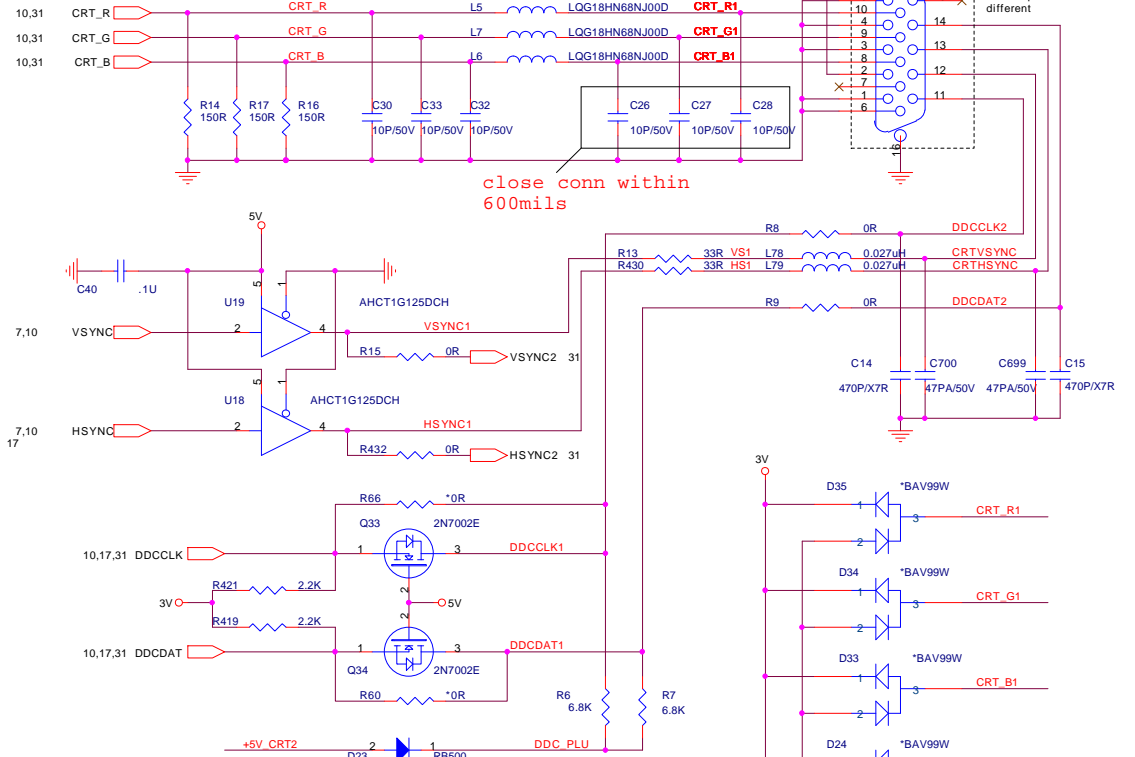 10,31 CRT_R CRT_R L5 LQG18HN68NJ00D CRT_R1
10,31 CRT_G CRT_G L7 LQG18HN68NJ00D CRT_G1
10,31 CRT_B CRT_B L6 LQG18HN68NJ00D CRT_B1
different
10
4
9
3
8
2
7
1
6
14
13
12
11
16
R14 150R
R17 150R
R16 150R
C30 10P/50V
C33 10P/50V
C32 10P/50V
C26 10P/50V
C27 10P/50V
C28 10P/50V
close conn within
600mils
5V
C40 .1U
5 1
U19 AHCT1G125DCH
7,10 VSYNC 2 4 VSYNC1
R15 0R VSYNC2 31
5 1
U18 AHCT1G125DCH
7,10 HSYNC 2 4 HSYNC1
17
R432 0R HSYNC2 31
R8 0R DDCCLK2
R13 33R VS1 L78 0.027uH CRTVSYNC
R430 33R HS1 L79 0.027uH CRTHSYNC
R9 0R DDCDAT2
C14 470P/X7R
C700 47PA/50V
C699 47PA/50V
C15 470P/X7R
R66 *0R
Q33 2N7002E
10,17,31 DDCCLK 1 3 DDCCLK1
2
R421 2.2K
3V 5V
R419 2.2K
2
10,17,31 DDCDAT 1 3 DDCDAT1
Q34 2N7002E
R60 *0R
R6 6.8K
R7 6.8K
+5V_CRT2 2 1 DDC_PLU
D23 RB500
3V
D35 *BAV99W
1
3 CRT_R1
2
D34 *BAV99W
1
3 CRT_G1
2
D33 *BAV99W
1
3 CRT_B1
2
D24 *BAV99W